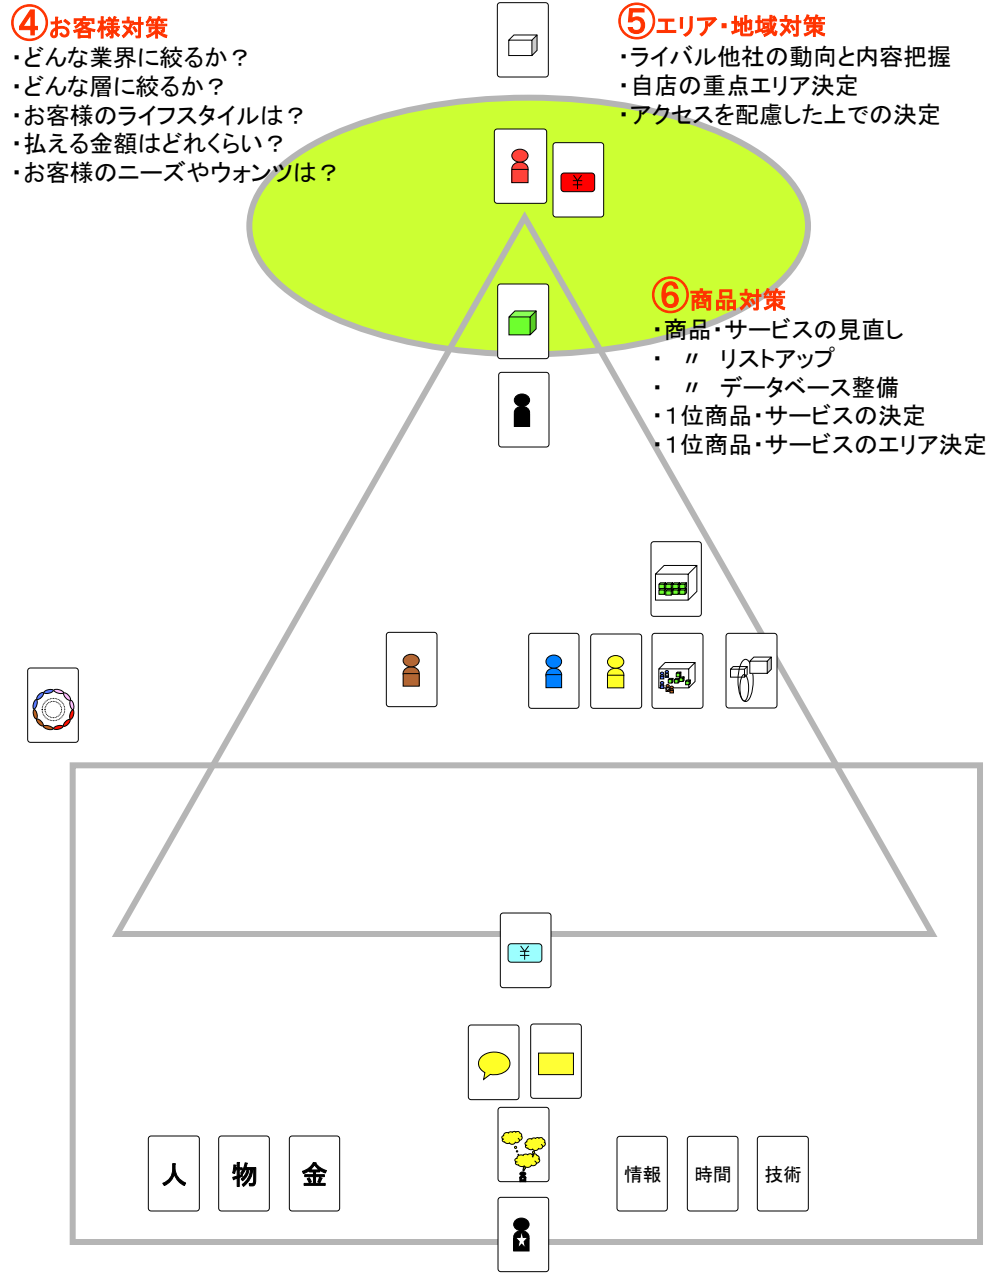 ④お客様対策
・どんな業界に絞るか？
・どんな層に絞るか？
・お客様のライフスタイルは？
・払える金額はどれくらい？
・お客様のニーズやウォンツは？
⑤エリア・地域対策
・ライバル他社の動向と内容把握
・自店の重点エリア決定
・アクセスを配慮した上での決定
¥
⑥商品対策
・商品・サービスの見直し
・　〃　リストアップ
・　〃　データベース整備
・１位商品・サービスの決定
・１位商品・サービスのエリア決定
¥
人
物
金
情報
時間
技術